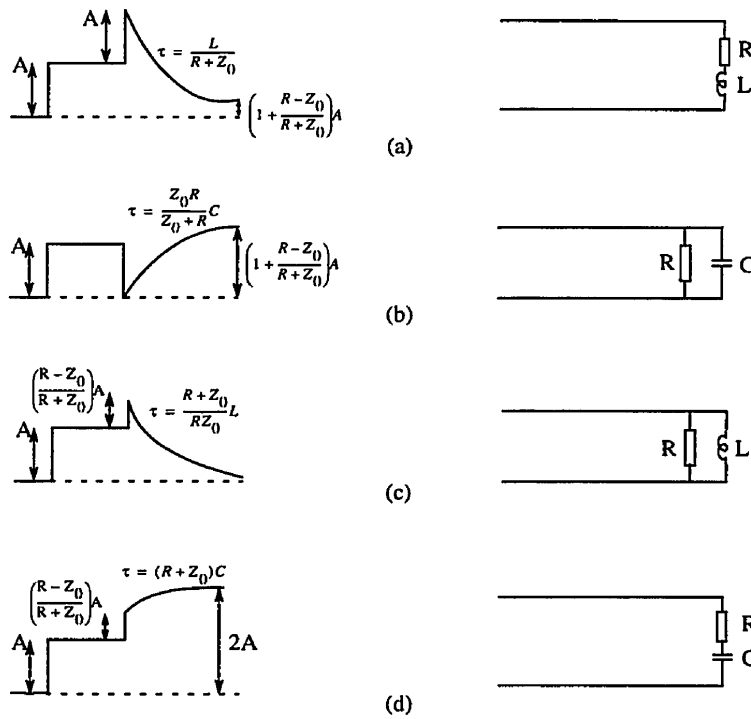 A
A
τ = L / (R + Z₀)
(1 + (R − Z₀)/(R + Z₀)) A
R
L
(a)
A
τ = Z₀R / (Z₀ + R) C
(1 + (R − Z₀)/(R + Z₀)) A
R
C
(b)
((R − Z₀)/(R + Z₀)) A
A
τ = (R + Z₀) / (RZ₀) L
R
L
(c)
((R − Z₀)/(R + Z₀)) A
A
τ = (R + Z₀)C
2A
R
C
(d)